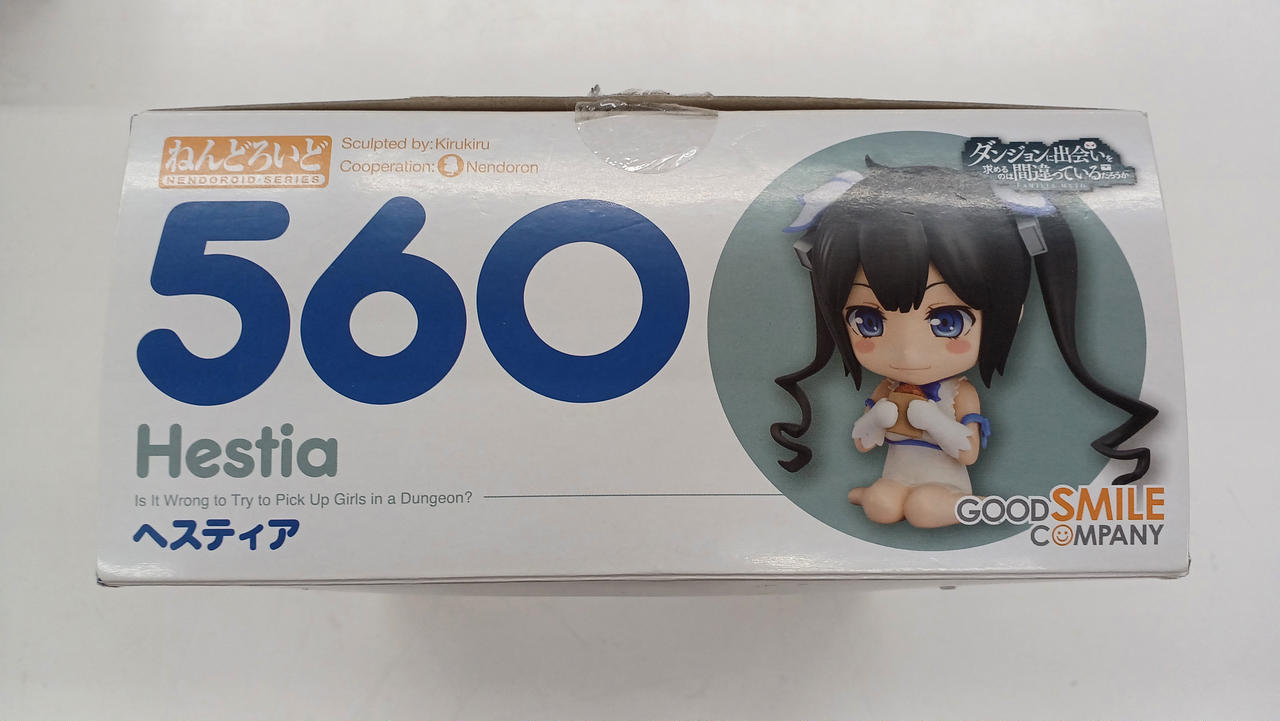 ねんどろいど
NENDOROID SERIES
Sculpted by: Kirukiru
Cooperation: Nendoron
560
Hestia
Is It Wrong to Try to Pick Up Girls in a Dungeon?
ヘスティア
ダンジョンに出会いを
求めるのは間違っているだろうか
FAMILIA MYTH
GOOD SMILE
COMPANY